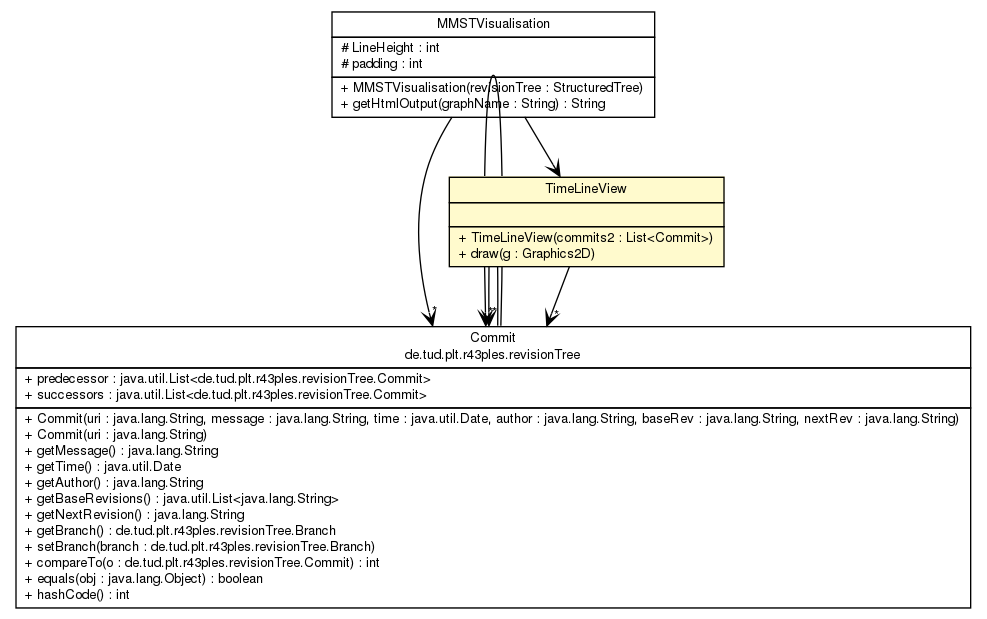 MMSTVisualisation
# LineHeight : int
# padding : int
+ MMSTVisualisation(revisionTree : StructuredTree)
+ getHtmlOutput(graphName : String) : String
TimeLineView
+ TimeLineView(commits2 : List<Commit>)
+ draw(g : Graphics2D)
* * * *
Commit
de.tud.plt.r43ples.revisionTree
+ predecessor : java.util.List<de.tud.plt.r43ples.revisionTree.Commit>
+ successors : java.util.List<de.tud.plt.r43ples.revisionTree.Commit>
+ Commit(uri : java.lang.String, message : java.lang.String, time : java.util.Date, author : java.lang.String, baseRev : java.lang.String, nextRev : java.lang.String)
+ Commit(uri : java.lang.String)
+ getMessage() : java.lang.String
+ getTime() : java.util.Date
+ getAuthor() : java.lang.String
+ getBaseRevisions() : java.util.List<java.lang.String>
+ getNextRevision() : java.lang.String
+ getBranch() : de.tud.plt.r43ples.revisionTree.Branch
+ setBranch(branch : de.tud.plt.r43ples.revisionTree.Branch)
+ compareTo(o : de.tud.plt.r43ples.revisionTree.Commit) : int
+ equals(obj : java.lang.Object) : boolean
+ hashCode() : int